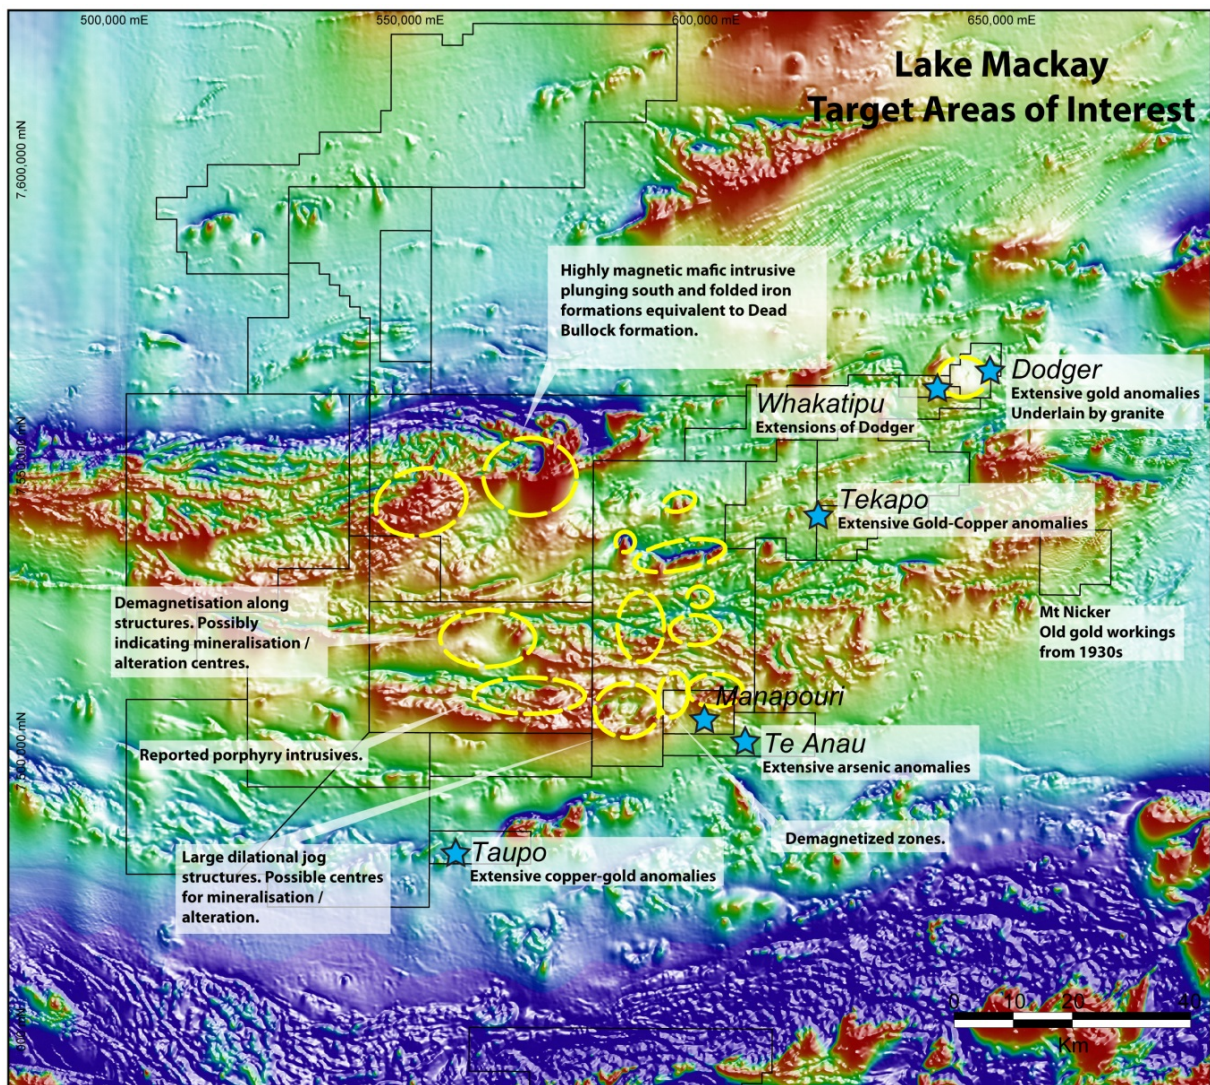 500,000 mE
550,000 mE
600,000 mE
650,000 mE
Lake Mackay
Target Areas of Interest
7,600,000 mN
Highly magnetic mafic intrusive
plunging south and folded iron
formations equivalent to Dead
Bullock formation.
Dodger
Extensive gold anomalies
Underlain by granite
Whakatipu
Extensions of Dodger
7,550,000 mN
Tekapo
Extensive Gold-Copper anomalies
Demagnetisation along
structures. Possibly
indicating mineralisation /
alteration centres.
Mt Nicker
Old gold workings
from 1930s
Manapouri
Te Anau
Extensive arsenic anomalies
Reported porphyry intrusives.
Demagnetized zones.
Large dilational jog
structures. Possible centres
for mineralisation /
alteration.
Taupo
Extensive copper-gold anomalies
0 10 20 40
Km